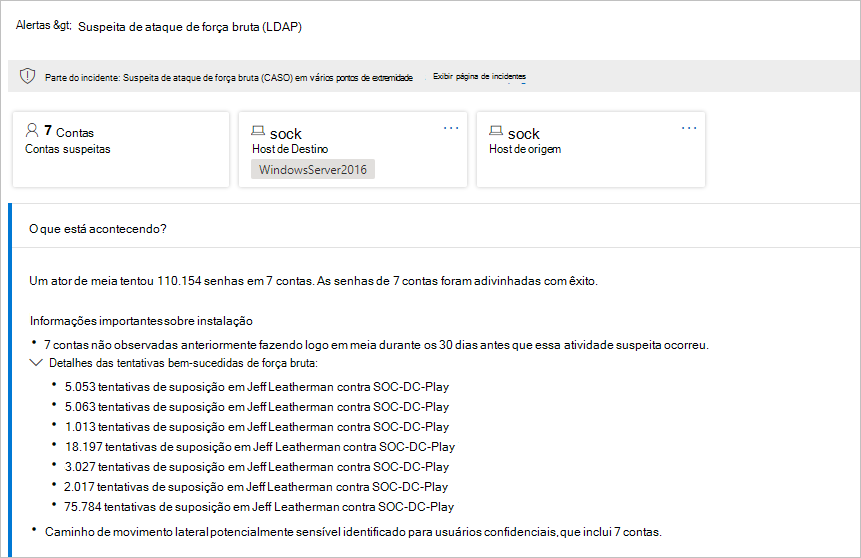 Alertas &gt; Suspeita de ataque de força bruta (LDAP)
Parte do incidente: Suspeita de ataque de força bruta (CASO) em vários pontos de extremidade Exibir página de incidentes
7 Contas
Contas suspeitas
sock
Host de Destino
WindowsServer2016
sock
Host de origem
O que está acontecendo?
Um ator de meia tentou 110.154 senhas em 7 contas. As senhas de 7 contas foram adivinhadas com êxito.
Informações importantes sobre instalação
• 7 contas não observadas anteriormente fazendo logo em meia durante os 30 dias antes que essa atividade suspeita ocorreu.
Detalhes das tentativas bem-sucedidas de força bruta:
• 5.053 tentativas de suposição em Jeff Leatherman contra SOC-DC-Play
• 5.063 tentativas de suposição em Jeff Leatherman contra SOC-DC-Play
• 1.013 tentativas de suposição em Jeff Leatherman contra SOC-DC-Play
• 18.197 tentativas de suposição em Jeff Leatherman contra SOC-DC-Play
• 3.027 tentativas de suposição em Jeff Leatherman contra SOC-DC-Play
• 2.017 tentativas de suposição em Jeff Leatherman contra SOC-DC-Play
• 75.784 tentativas de suposição em Jeff Leatherman contra SOC-DC-Play
• Caminho de movimento lateral potencialmente sensível identificado para usuários confidenciais, que inclui 7 contas.